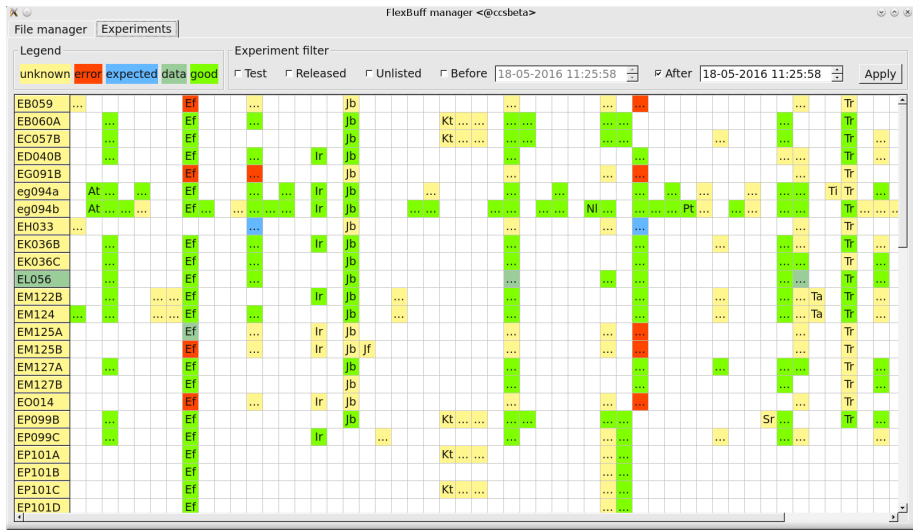 FlexBuff manager <@ccsbeta>
File manager Experiments
Legend Experiment filter
unknown error expected data good Test Released Unlisted Before 18-05-2016 11:25:58 After 18-05-2016 11:25:58 Apply
EB059 ... Ef ... Jb ... ... ... ... Tr
EB060A ... Ef ... Jb Kt ... ... ... ... ... ... ... ... Tr ...
EC057B ... Ef Jb Kt ... ... ... ... ... ... ... ... Tr ...
ED040B ... Ef ... Ir Jb ... ... ... ... Tr ...
EG091B Ef ... Jb ... ... ... Tr
eg094a At ... ... Ef ... ... Ir Jb ... ... ... ... ... ... ... ... ... Ti Tr ...
eg094b At ... ... ... Ef ... ... ... ... ... Ir Jb ... ... ... ... ... ... Nl ... ... ... ... Pt ... ... ... ... ... Tr ... ... ...
EH033 ... ... Jb ... ... ... Tr
EK036B ... Ef ... Ir Jb ... ... ... ... ... Tr ...
EK036C ... Ef ... Jb ... ... ... ... Tr ...
EL056 ... Ef ... Jb ... ... ... ... ... Tr ...
EM122B ... ... ... Ef Ir Jb ... ... ... ... ... ... Ta Tr ...
EM124 ... ... ... Ef ... Jb ... ... ... ... ... ... Ta Tr ...
EM125A Ef ... Ir Jb ... ... ... Tr
EM125B Ef ... Ir Jb Jf ... ... ... Tr
EM127A ... Ef Jb ... ... ... ... ... Tr ...
EM127B Ef Jb ... ... ... Tr ...
EO014 Ef ... Ir Jb ... ... ... Tr
EP099B ... Ef Jb Kt ... ... ... ... ... ... Sr ... Tr ...
EP099C ... Ef Ir ... ... ... ... ... ... ... ...
EP101A Ef Kt ... ... ... ...
EP101B Ef ... ...
EP101C Ef Kt ... ... ... ...
EP101D Ef ... ...